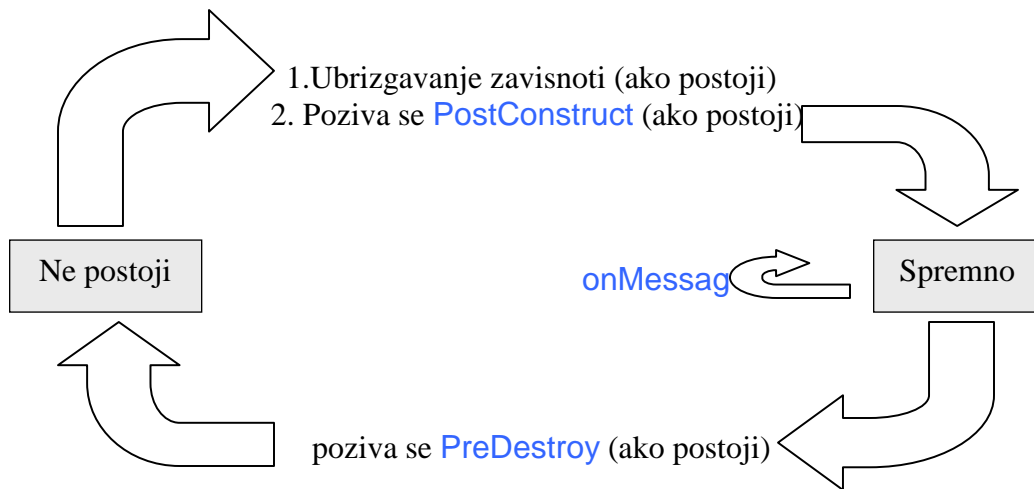 1.Ubrizgavanje zavisnoti (ako postoji)
2. Poziva se PostConstruct (ako postoji)
Ne postoji
onMessag
Spremno
poziva se PreDestroy (ako postoji)